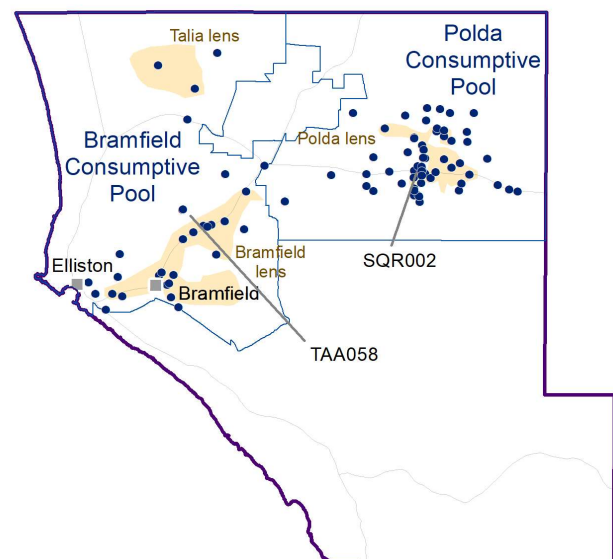 Talia lens
Polda
Consumptive
Pool
Polda lens
Bramfield
Consumptive
Pool
SQR002
Bramfield
lens
Elliston
Bramfield
TAA058